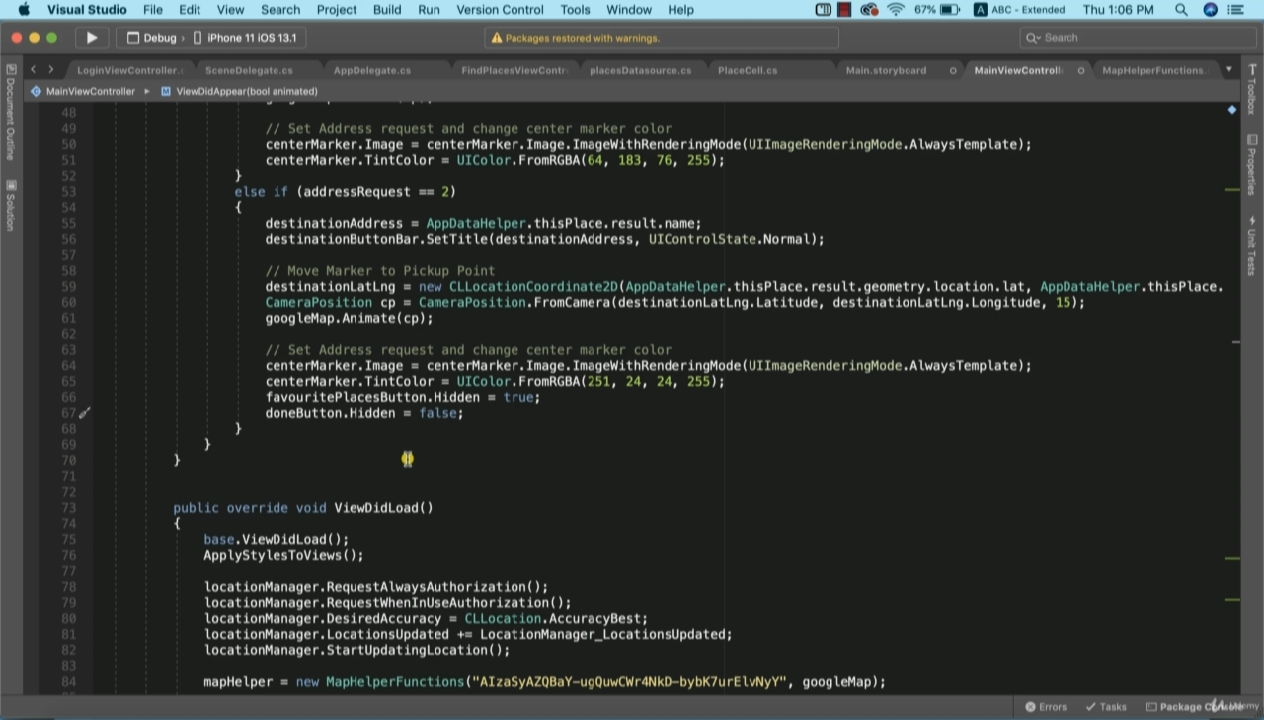 Visual Studio File Edit View Search Project Build Run Version Control Tools Window Help 67% A ABC - Extended Thu 1:06 PM
Debug › iPhone 11 iOS 13.1 Packages restored with warnings. Search
LoginViewController.c SceneDelegate.cs AppDelegate.cs FindPlacesViewContr placesDatasource.cs PlaceCell.cs Main.storyboard MainViewControll MapHelperFunctions. Toolbox
MainViewController ▸ M ViewDidAppear(bool animated)
Document Outline
Solution
Properties
Unit Tests
48
49 // Set Address request and change center marker color
50 centerMarker.Image = centerMarker.Image.ImageWithRenderingMode(UIImageRenderingMode.AlwaysTemplate);
51 centerMarker.TintColor = UIColor.FromRGBA(64, 183, 76, 255);
52 }
53 else if (addressRequest == 2)
54 {
55 destinationAddress = AppDataHelper.thisPlace.result.name;
56 destinationButtonBar.SetTitle(destinationAddress, UIControlState.Normal);
57
58 // Move Marker to Pickup Point
59 destinationLatLng = new CLLocationCoordinate2D(AppDataHelper.thisPlace.result.geometry.location.lat, AppDataHelper.thisPlace.
60 CameraPosition cp = CameraPosition.FromCamera(destinationLatLng.Latitude, destinationLatLng.Longitude, 15);
61 googleMap.Animate(cp);
62
63 // Set Address request and change center marker color
64 centerMarker.Image = centerMarker.Image.ImageWithRenderingMode(UIImageRenderingMode.AlwaysTemplate);
65 centerMarker.TintColor = UIColor.FromRGBA(251, 24, 24, 255);
66 favouritePlacesButton.Hidden = true;
67 doneButton.Hidden = false;
68 }
69 }
70 }
71
72
73 public override void ViewDidLoad()
74 {
75 base.ViewDidLoad();
76 ApplyStylesToViews();
77
78 locationManager.RequestAlwaysAuthorization();
79 locationManager.RequestWhenInUseAuthorization();
80 locationManager.DesiredAccuracy = CLLocation.AccuracyBest;
81 locationManager.LocationsUpdated += LocationManager_LocationsUpdated;
82 locationManager.StartUpdatingLocation();
83
84 mapHelper = new MapHelperFunctions("AIzaSyAZQBaY-ugQuwCWr4NkD-bybK7urElvNyY", googleMap);
Errors Tasks Package